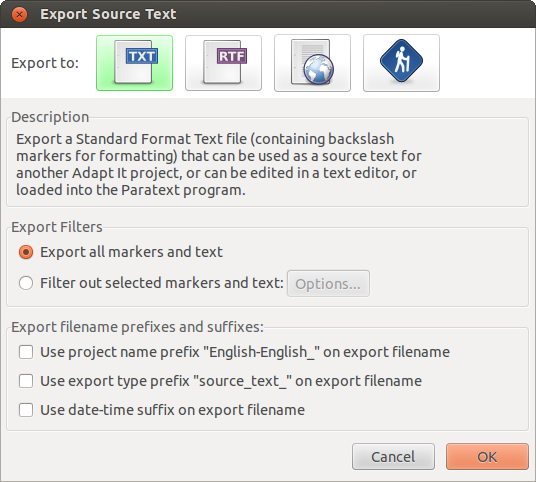 Export Source Text
Export to:
TXT
RTF
Description
Export a Standard Format Text file (containing backslash
markers for formatting) that can be used as a source text for
another Adapt It project, or can be edited in a text editor, or
loaded into the Paratext program.
Export Filters
Export all markers and text
Filter out selected markers and text:
Options...
Export filename prefixes and suffixes:
Use project name prefix "English-English_" on export filename
Use export type prefix "source_text_" on export filename
Use date-time suffix on export filename
Cancel
OK